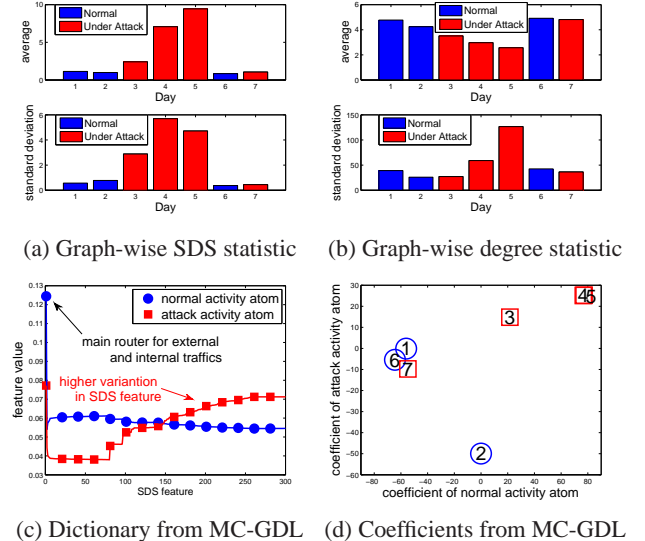 10
5
0
average
Normal
Under Attack
1 2 3 4 5 6 7
Day
6
4
2
0
standard deviation
Normal
Under Attack
1 2 3 4 5 6 7
Day
(a) Graph-wise SDS statistic
6
4
2
0
average
Normal
Under Attack
1 2 3 4 5 6 7
Day
150
100
50
0
standard deviation
Normal
Under Attack
1 2 3 4 5 6 7
Day
(b) Graph-wise degree statistic
0.13
0.12
0.11
0.1
0.09
0.08
0.07
0.06
0.05
0.04
0.03
feature value
normal activity atom
attack activity atom
main router for external
and internal traffics
higher variantion
in SDS feature
0 50 100 150 200 250 300
SDS feature
(c) Dictionary from MC-GDL
30
20
10
0
−10
−20
−30
−40
−50
−60
coefficient of attack activity atom
4 5
3
1
6
7
2
−80 −60 −40 −20 0 20 40 60 80
coefficient of normal activity atom
(d) Coefficients from MC-GDL